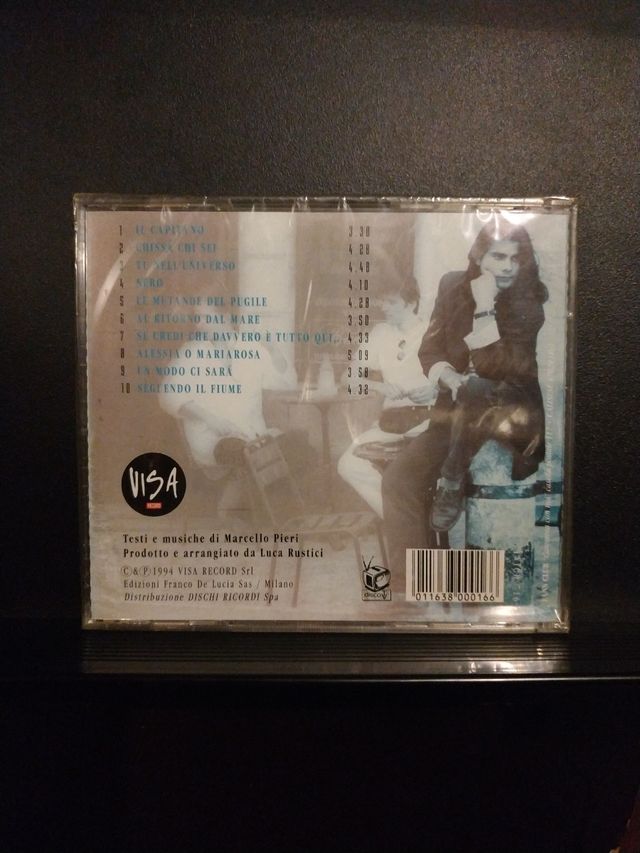 1 IL CAPITANO 3.38
2 CHISSÀ CHI SEI 4.28
3 TU NELL'UNIVERSO 4.48
4 NERO 4.10
5 LE MUTANDE DEL PUGILE 4.28
6 AL RITORNO DAL MARE 3.50
7 SE CREDI CHE DAVVERO È TUTTO QUI... 4.33
8 ALESSIA O MARIAROSA 5.09
9 UN MODO CI SARÀ 3.58
10 SEGUENDO IL FIUME 4.32
VISA
RECORD
Testi e musiche di Marcello Pieri
Prodotto e arrangiato da Luca Rustici
© & ℗ 1994 VISA RECORD Srl
Edizioni Franco De Lucia Sas / Milano
Distribuzione DISCHI RICORDI Spa
disco
011638 000166